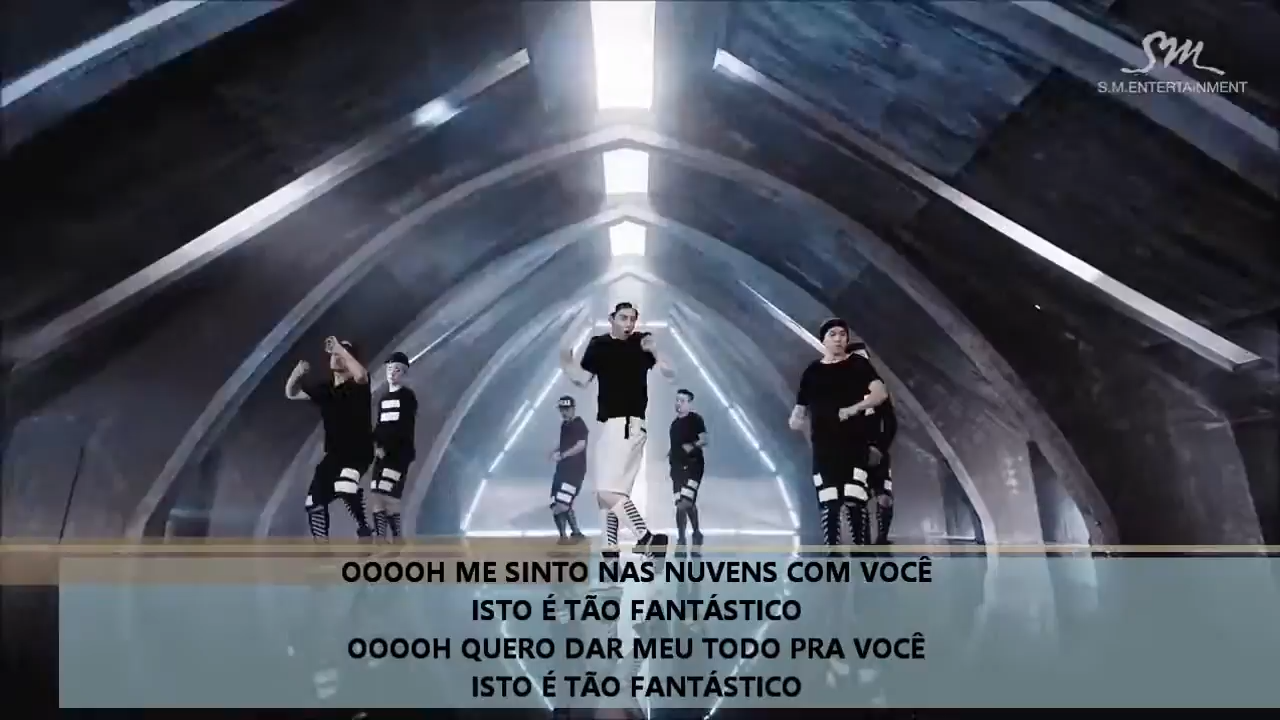 SM
S.M.ENTERTAINMENT
OOOOH ME SINTO NAS NUVENS COM VOCÊ
ISTO É TÃO FANTÁSTICO
OOOOH QUERO DAR MEU TODO PRA VOCÊ
ISTO É TÃO FANTÁSTICO